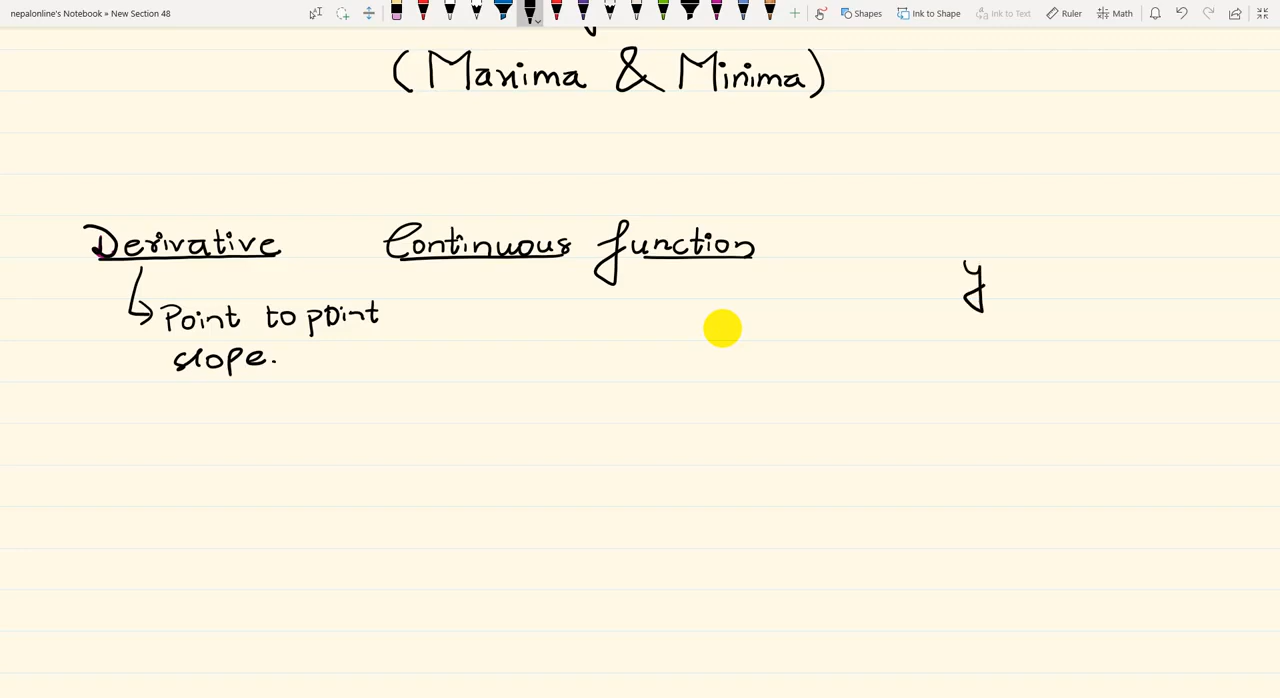 nepalonline's Notebook » New Section 48
Shapes Ink to Shape Ink to Text Ruler Math
(Maxima & Minima)
Derivative Continuous function
y
Point to point
slope.